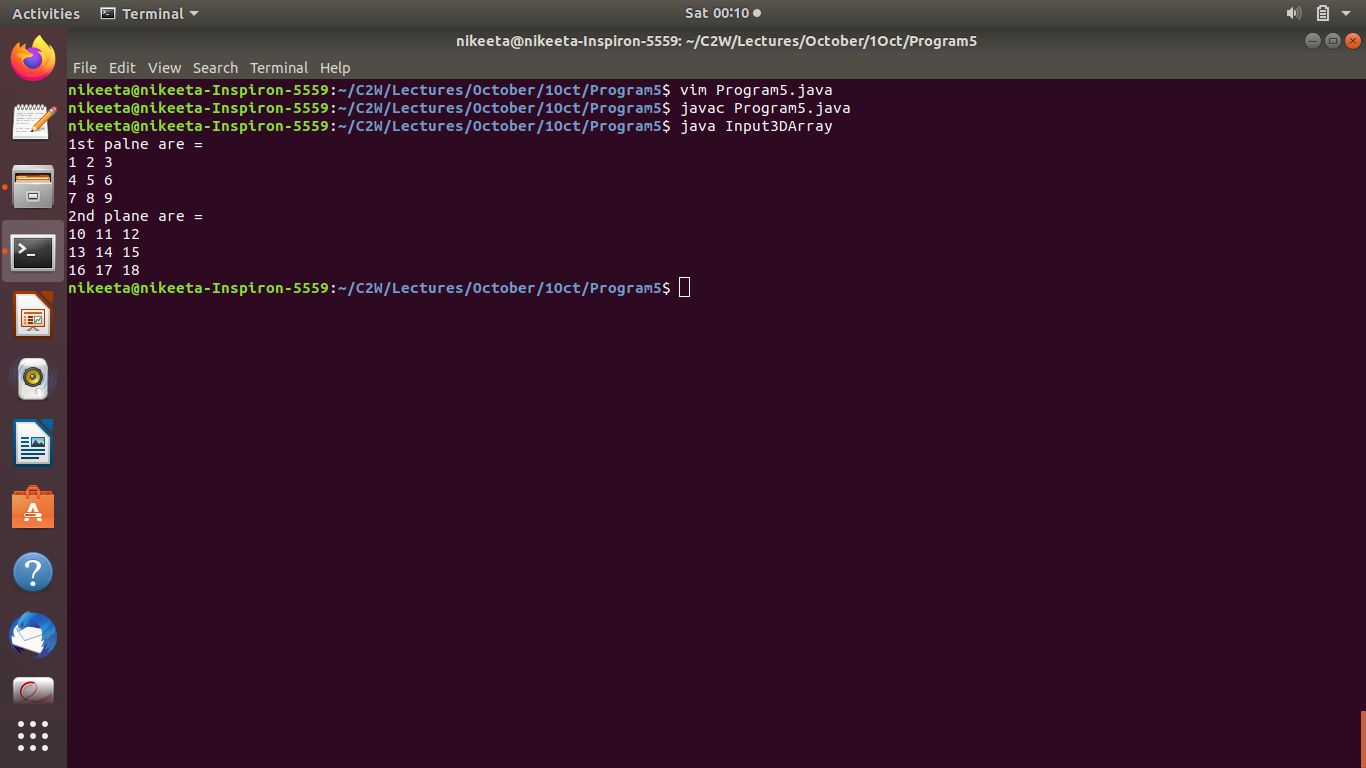 Activities Terminal Sat 00:10
nikeeta@nikeeta-Inspiron-5559: ~/C2W/Lectures/October/1Oct/Program5
File Edit View Search Terminal Help
nikeeta@nikeeta-Inspiron-5559:~/C2W/Lectures/October/1Oct/Program5$ vim Program5.java
nikeeta@nikeeta-Inspiron-5559:~/C2W/Lectures/October/1Oct/Program5$ javac Program5.java
nikeeta@nikeeta-Inspiron-5559:~/C2W/Lectures/October/1Oct/Program5$ java Input3DArray
1st palne are =
1 2 3
4 5 6
7 8 9
2nd plane are =
10 11 12
13 14 15
16 17 18
nikeeta@nikeeta-Inspiron-5559:~/C2W/Lectures/October/1Oct/Program5$